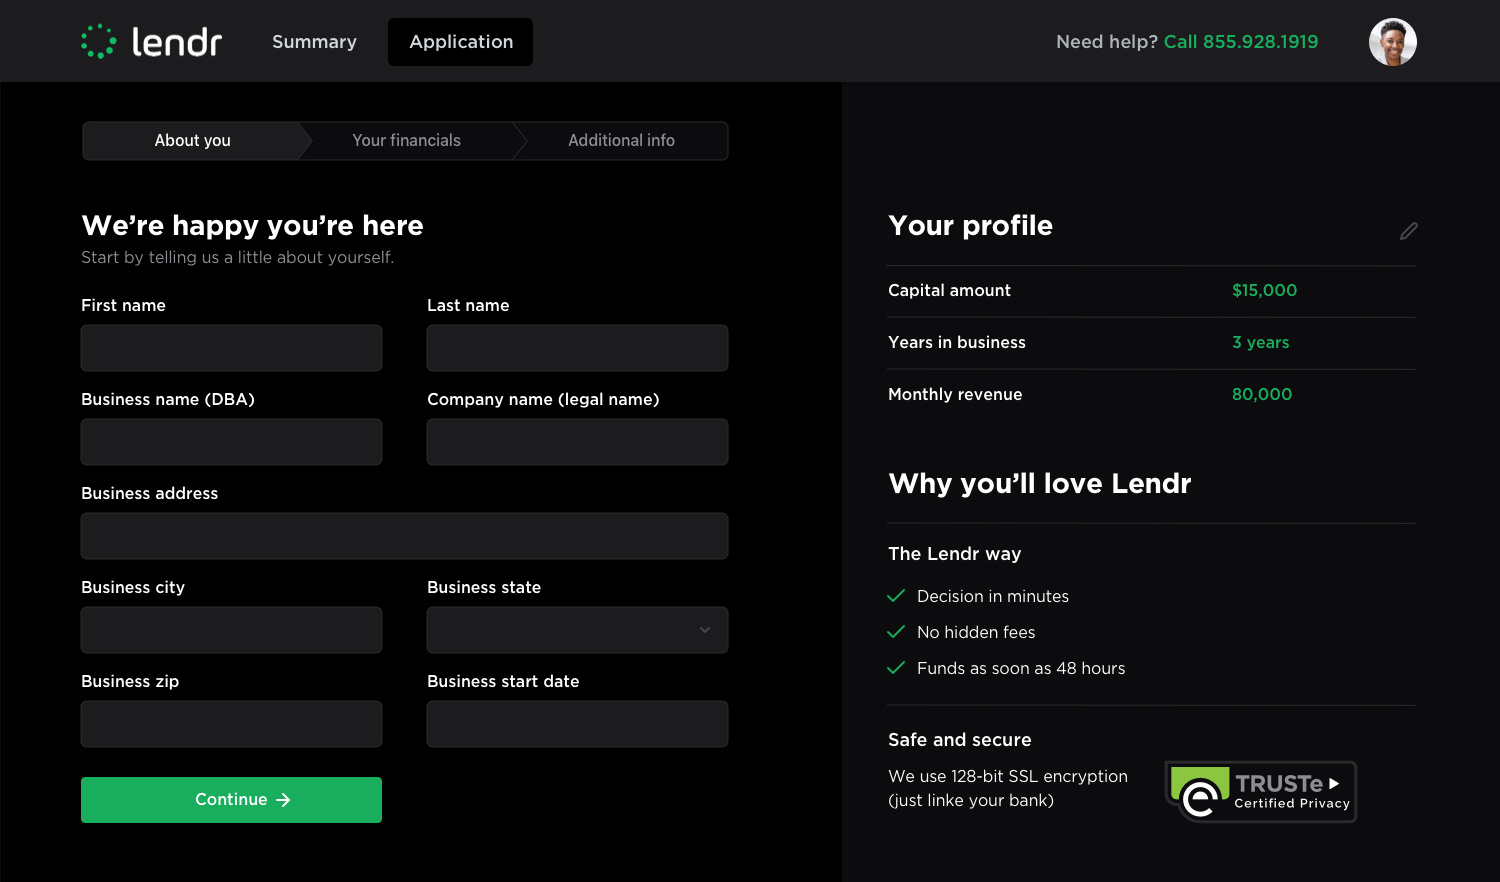 lendr
Summary
Application
Need help? Call 855.928.1919
About you
Your financials
Additional info
We’re happy you’re here
Start by telling us a little about yourself.
First name
Last name
Business name (DBA)
Company name (legal name)
Business address
Business city
Business state
Business zip
Business start date
Continue
Your profile
Capital amount
$15,000
Years in business
3 years
Monthly revenue
80,000
Why you’ll love Lendr
The Lendr way
Decision in minutes
No hidden fees
Funds as soon as 48 hours
Safe and secure
We use 128-bit SSL encryption
(just linke your bank)
e
TRUSTe
Certified Privacy